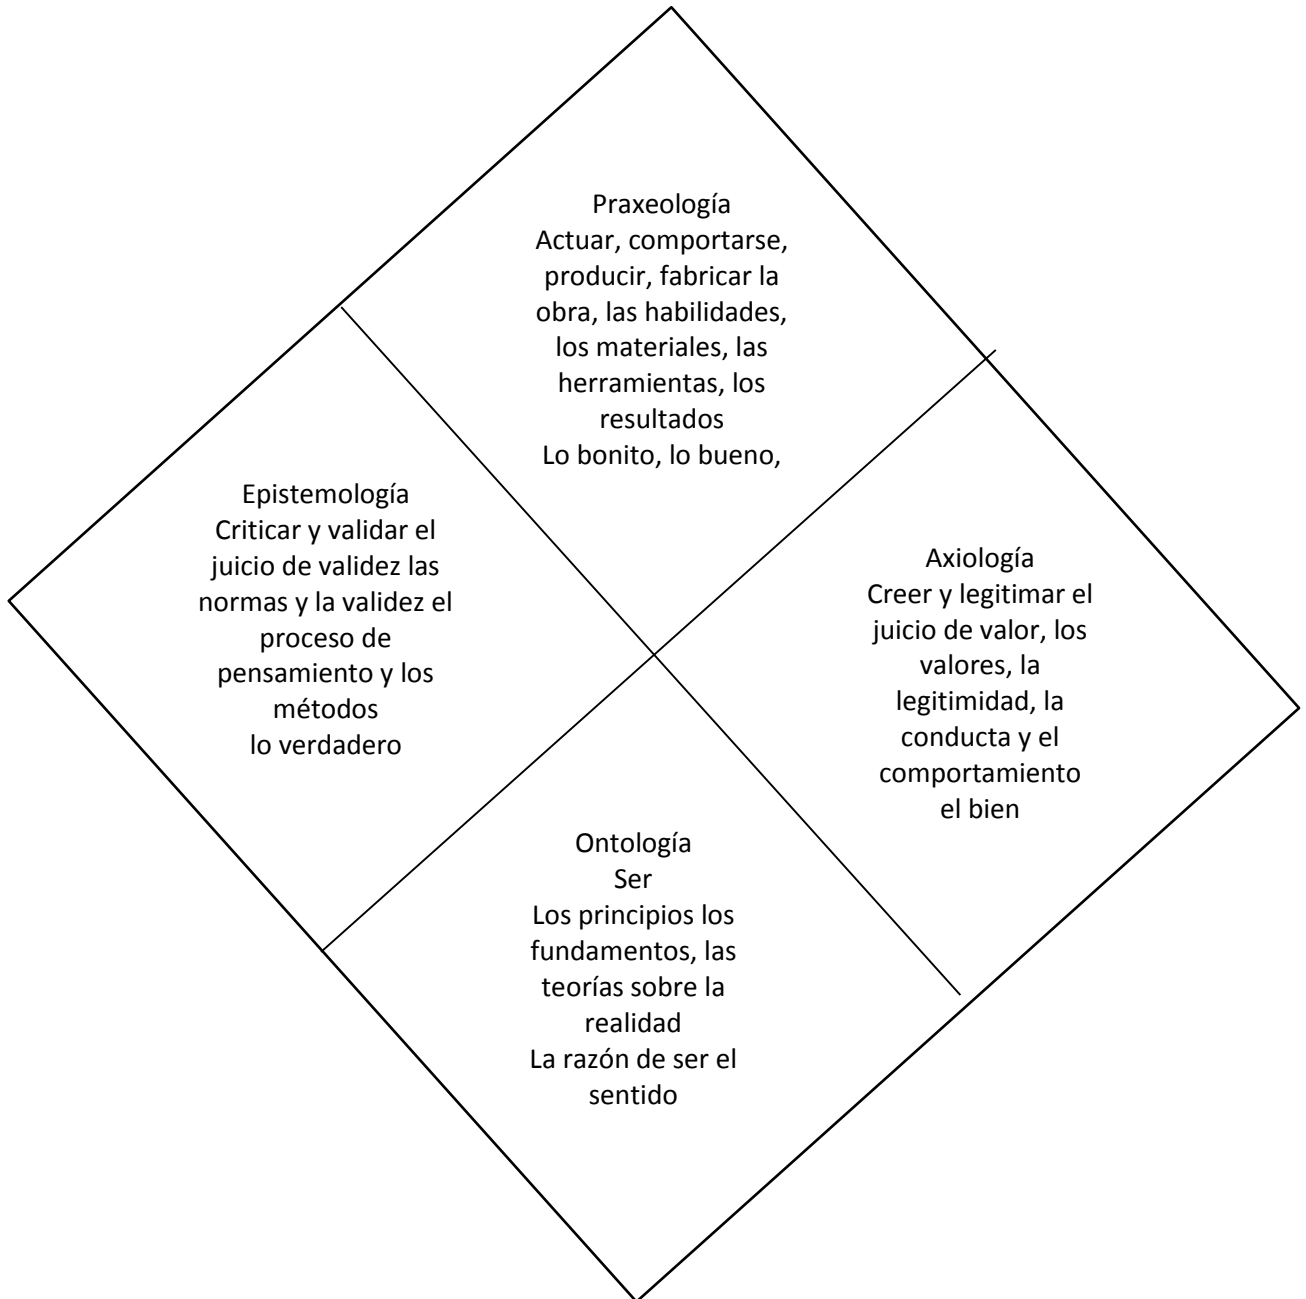 Praxeología
Actuar, comportarse,
producir, fabricar la
obra, las habilidades,
los materiales, las
herramientas, los
resultados
Lo bonito, lo bueno,
Epistemología
Criticar y validar el
juicio de validez las
normas y la validez el
proceso de
pensamiento y los
métodos
lo verdadero
Axiología
Creer y legitimar el
juicio de valor, los
valores, la
legitimidad, la
conducta y el
comportamiento
el bien
Ontología
Ser
Los principios los
fundamentos, las
teorías sobre la
realidad
La razón de ser el
sentido